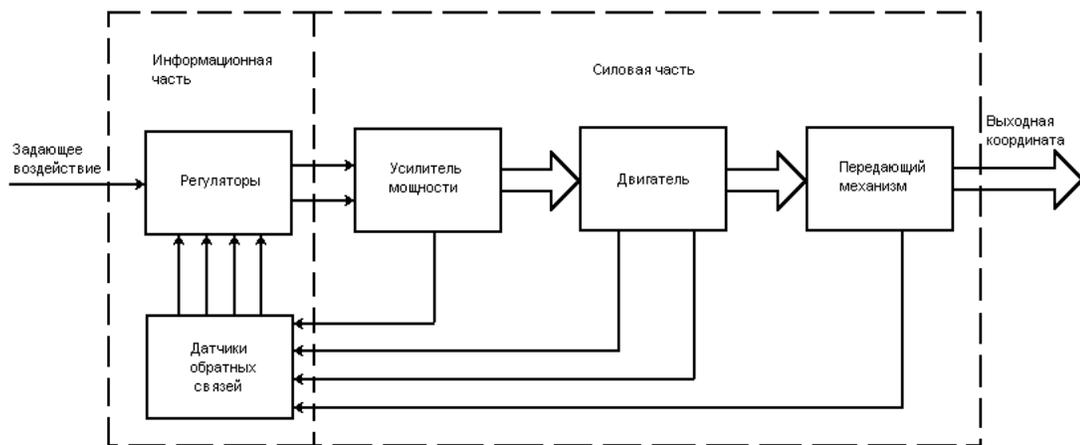 Информационная
часть
Силовая часть
Задающее
воздействие
Регуляторы
Усилитель
мощности
Двигатель
Передающий
механизм
Выходная
координата
Датчики
обратных
связей